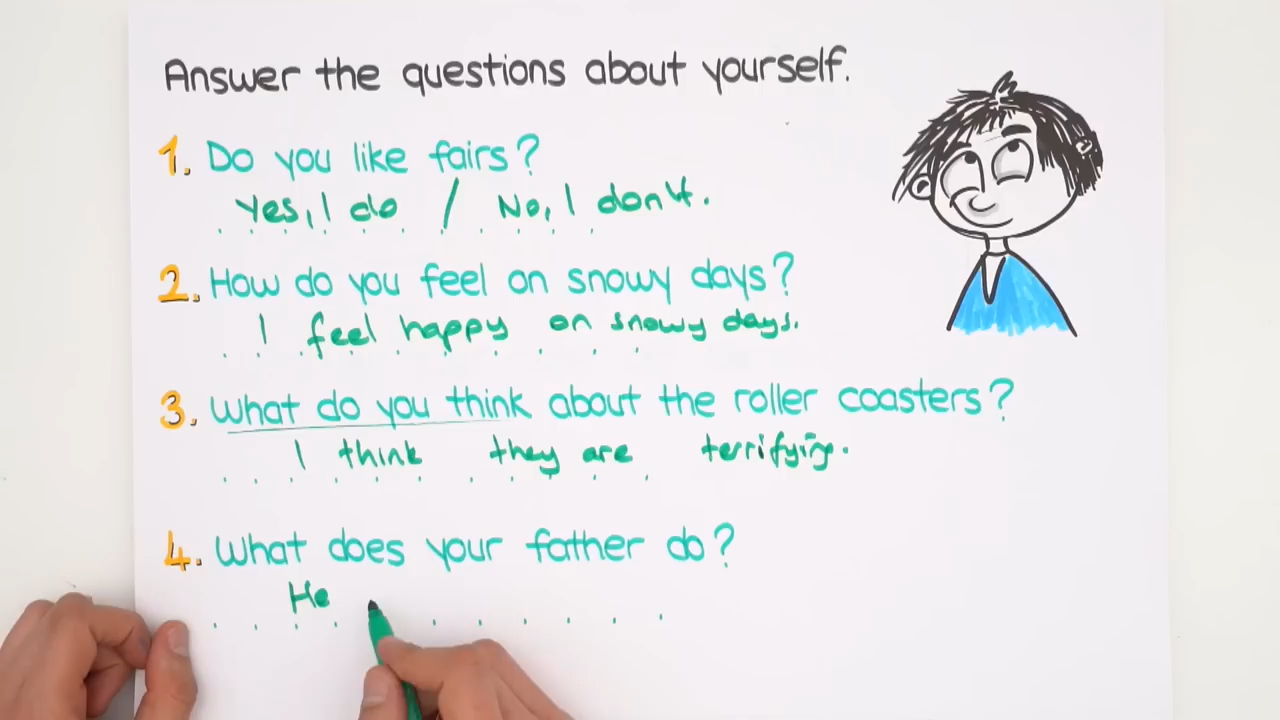 Answer the questions about yourself.
1. Do you like fairs?
Yes, I do / No, I don't.
2. How do you feel on snowy days?
I feel happy on snowy days.
3. What do you think about the roller coasters?
I think they are terrifying.
4. What does your father do?
He